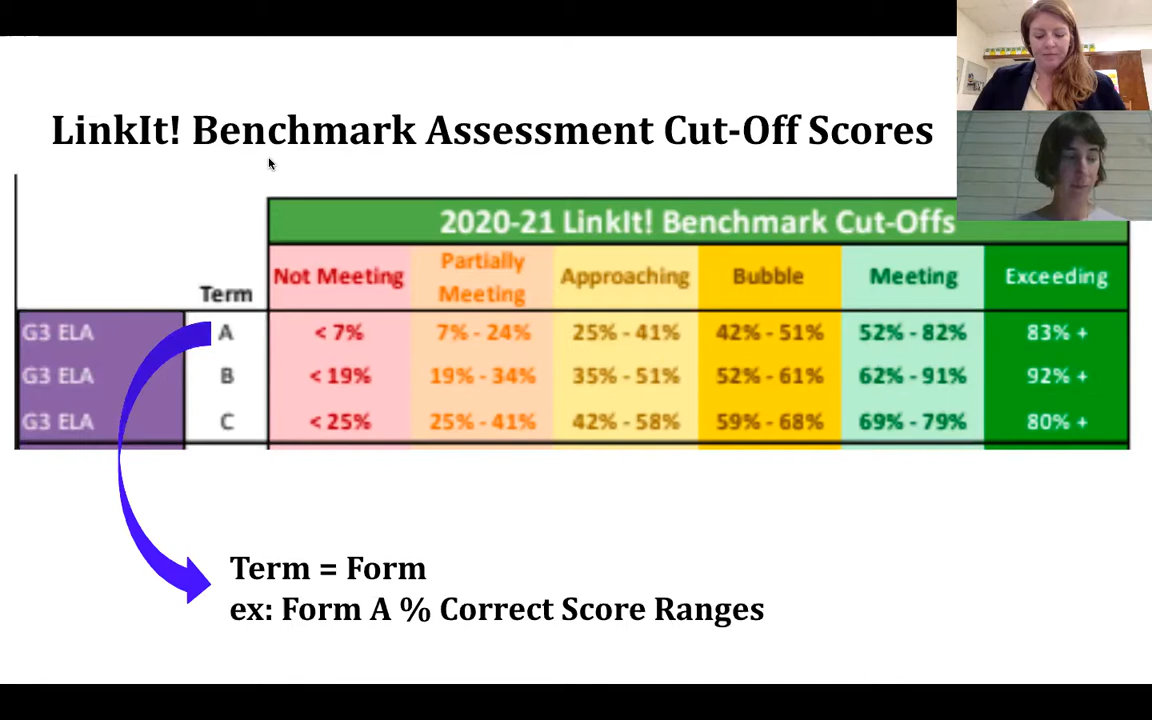 LinkIt! Benchmark Assessment Cut-Off Scores
2020-21 LinkIt! Benchmark Cut-Offs
Term Not Meeting Partially Meeting Approaching Bubble Meeting Exceeding
G3 ELA A < 7% 7% - 24% 25% - 41% 42% - 51% 52% - 82% 83% +
G3 ELA B < 19% 19% - 34% 35% - 51% 52% - 61% 62% - 91% 92% +
G3 ELA C < 25% 25% - 41% 42% - 58% 59% - 68% 69% - 79% 80% +
Term = Form
ex: Form A % Correct Score Ranges